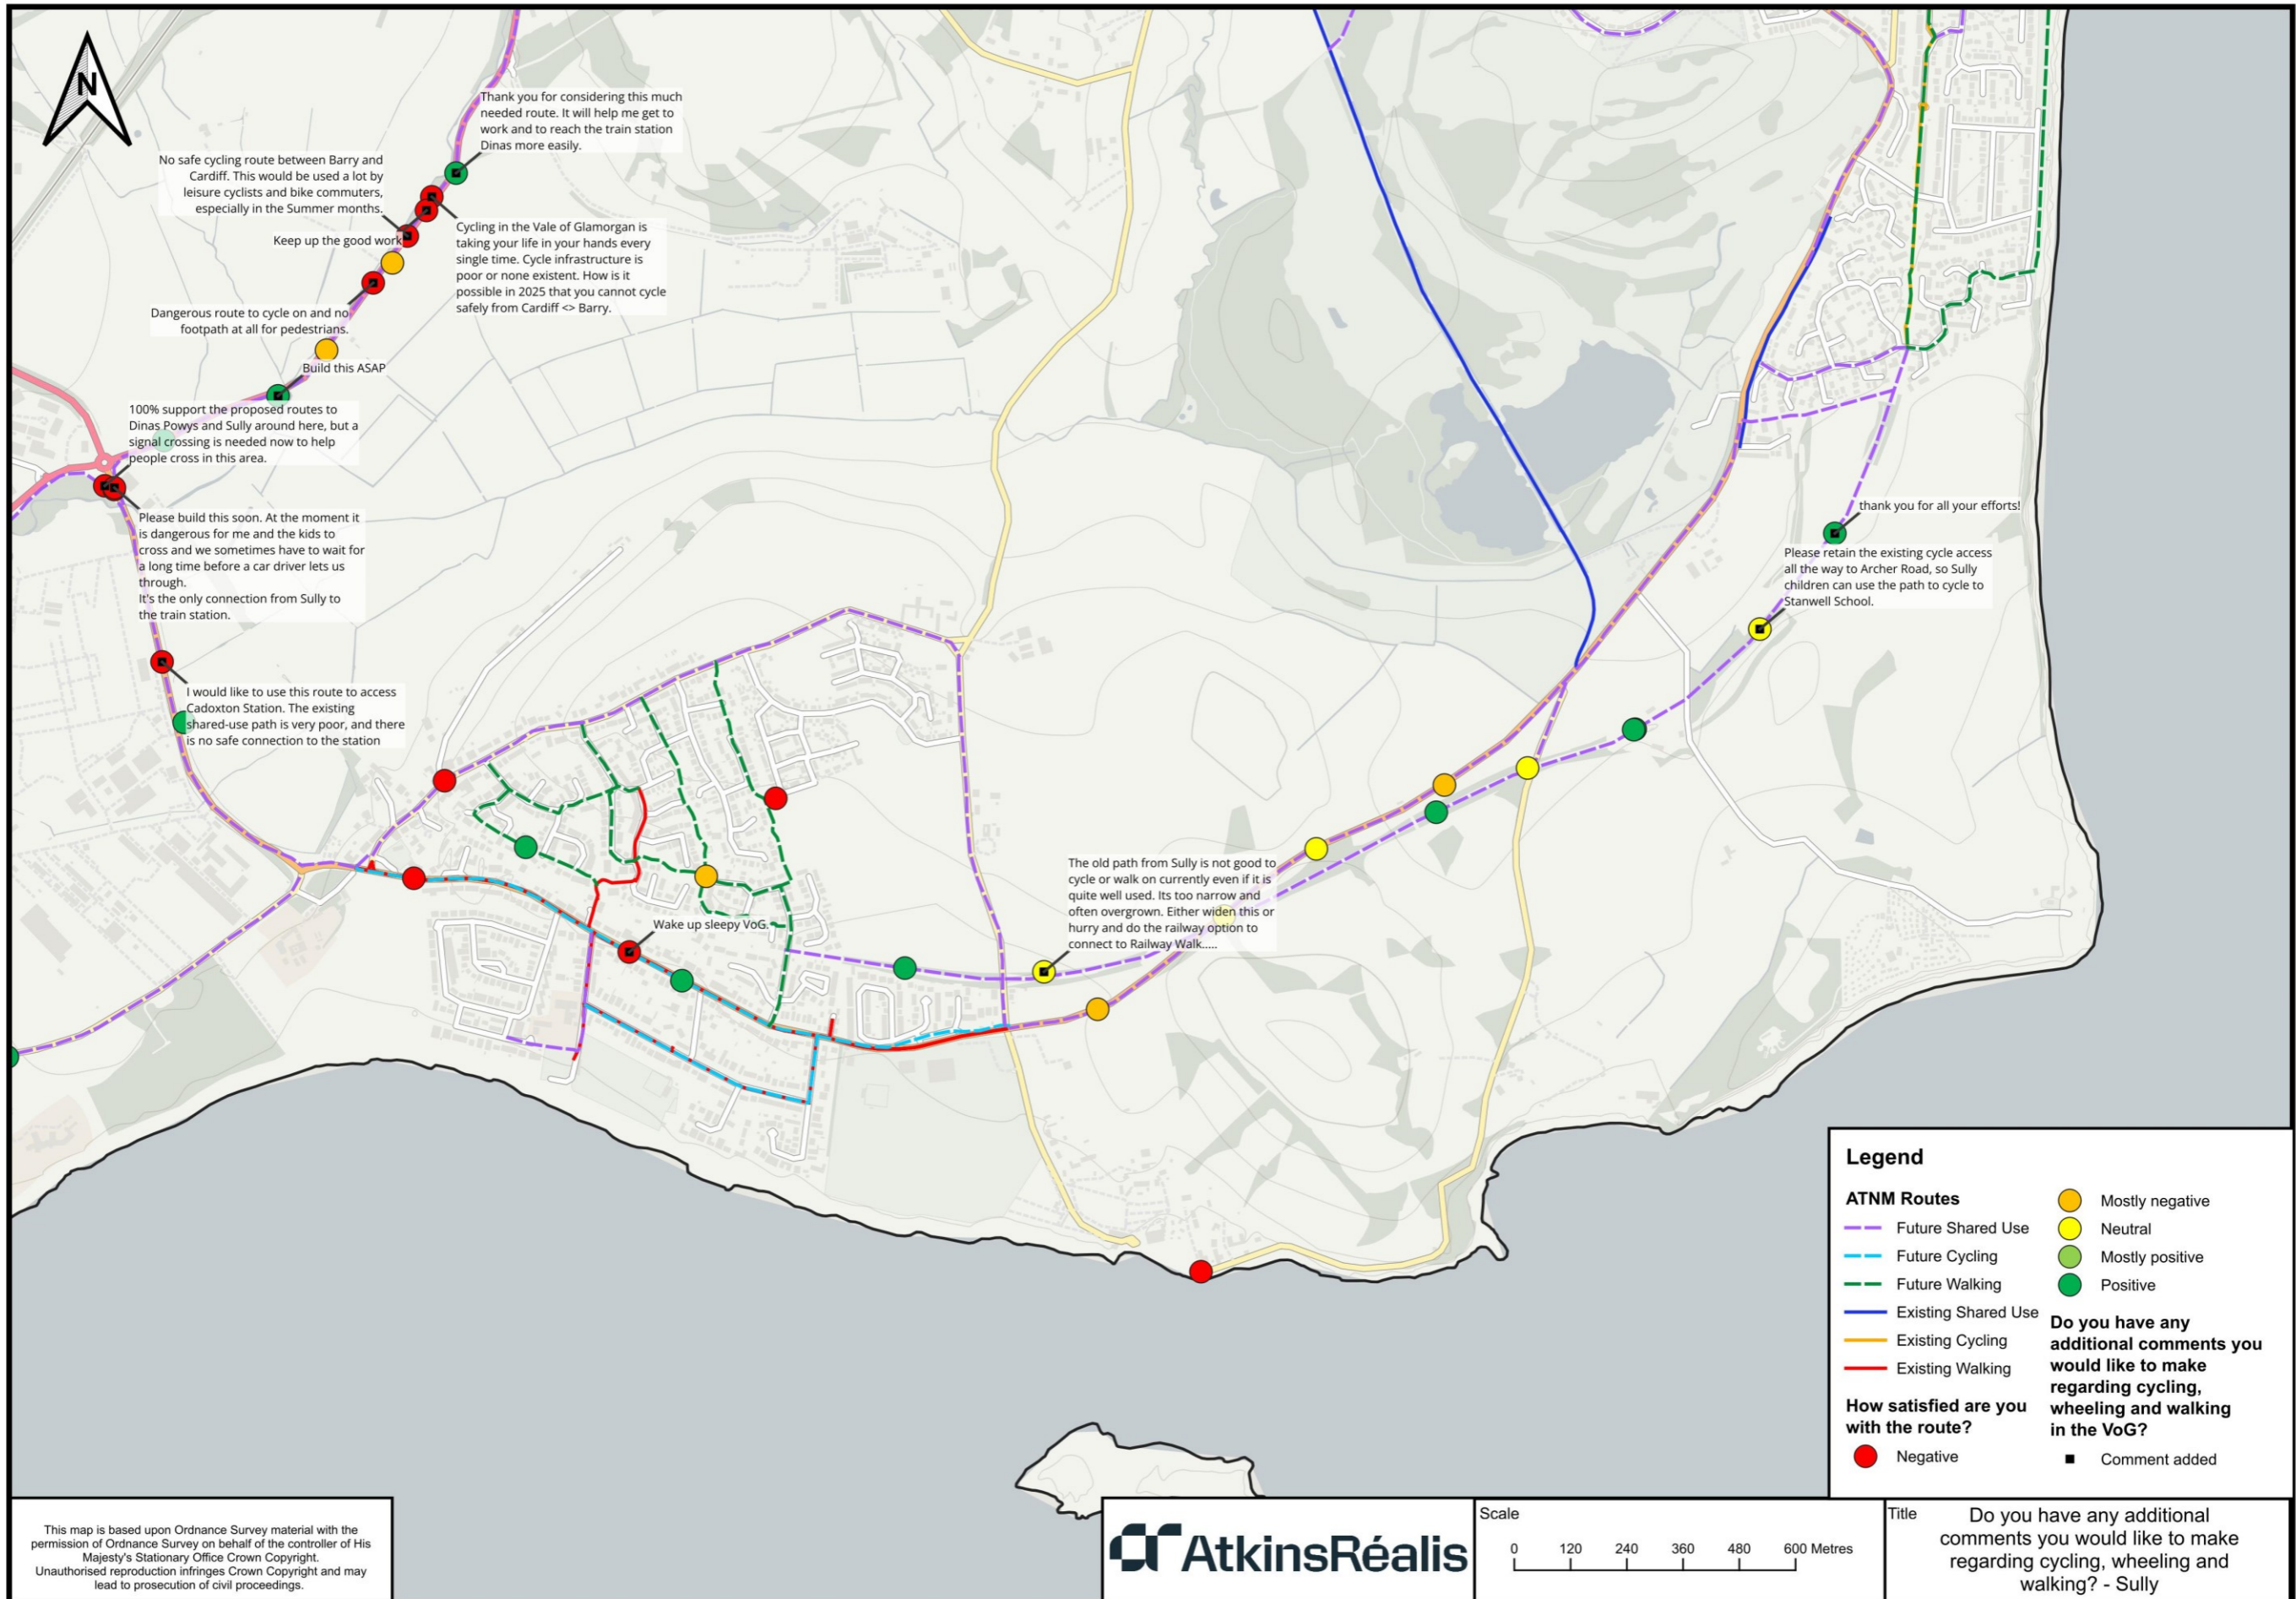 N
Thank you for considering this much
needed route. It will help me get to
work and to reach the train station
Dinas more easily.
No safe cycling route between Barry and
Cardiff. This would be used a lot by
leisure cyclists and bike commuters,
especially in the Summer months.
Keep up the good work
Cycling in the Vale of Glamorgan is
taking your life in your hands every
single time. Cycle infrastructure is
poor or none existent. How is it
possible in 2025 that you cannot cycle
safely from Cardiff <> Barry.
Dangerous route to cycle on and no
footpath at all for pedestrians.
Build this ASAP
100% support the proposed routes to
Dinas Powys and Sully around here, but a
signal crossing is needed now to help
people cross in this area.
Please build this soon. At the moment it
is dangerous for me and the kids to
cross and we sometimes have to wait for
a long time before a car driver lets us
through.
It's the only connection from Sully to
the train station.
I would like to use this route to access
Cadoxton Station. The existing
shared-use path is very poor, and there
is no safe connection to the station
thank you for all your efforts!
Please retain the existing cycle access
all the way to Archer Road, so Sully
children can use the path to cycle to
Stanwell School.
The old path from Sully is not good to
cycle or walk on currently even if it is
quite well used. Its too narrow and
often overgrown. Either widen this or
hurry and do the railway option to
connect to Railway Walk.....
Wake up sleepy VoG.
Legend
ATNM Routes
Future Shared Use
Future Cycling
Future Walking
Existing Shared Use
Existing Cycling
Existing Walking
How satisfied are you
with the route?
Negative
Mostly negative
Neutral
Mostly positive
Positive
Do you have any
additional comments you
would like to make
regarding cycling,
wheeling and walking
in the VoG?
Comment added
This map is based upon Ordnance Survey material with the
permission of Ordnance Survey on behalf of the controller of His
Majesty's Stationary Office Crown Copyright.
Unauthorised reproduction infringes Crown Copyright and may
lead to prosecution of civil proceedings.
AtkinsRéalis
Scale
0 120 240 360 480 600 Metres
Title
Do you have any additional
comments you would like to make
regarding cycling, wheeling and
walking? - Sully